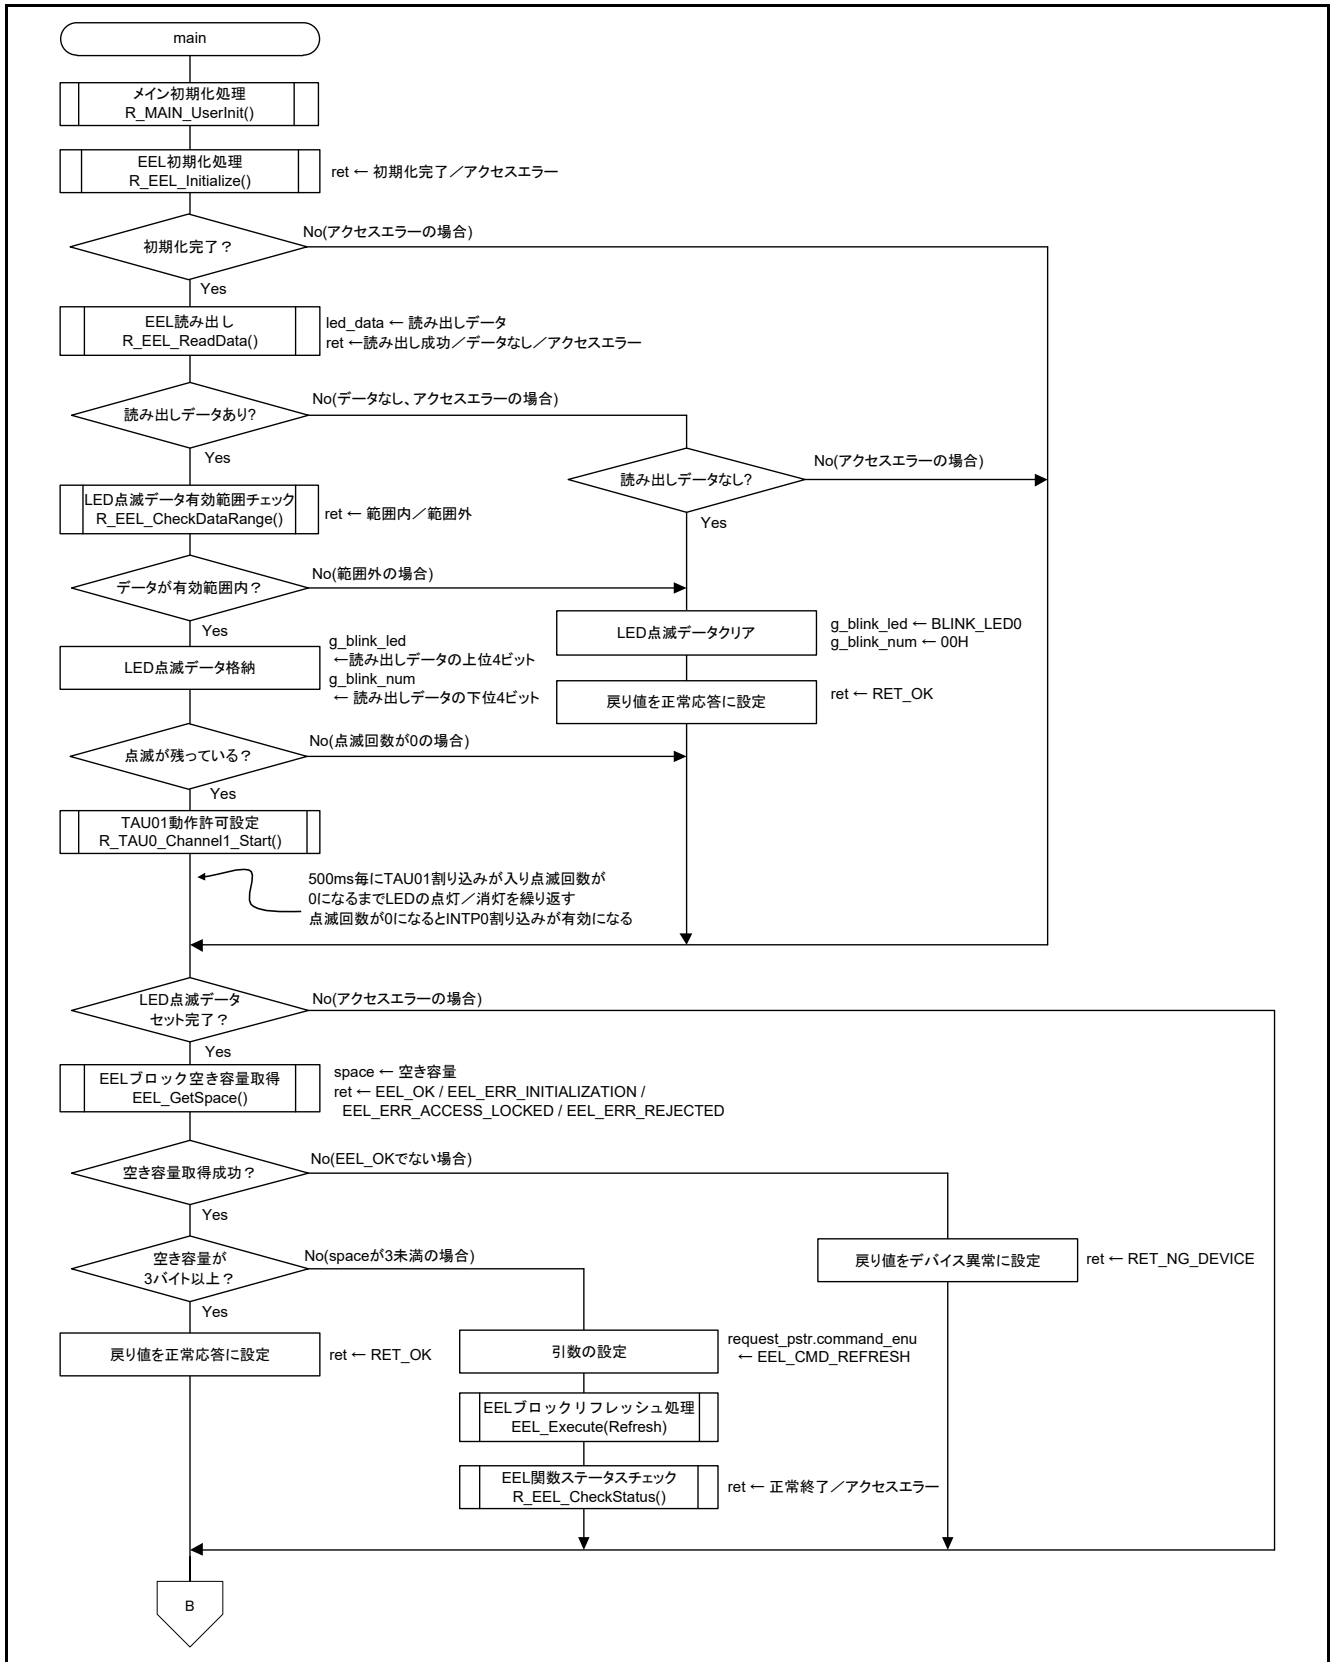 main
メイン初期化処理
R_MAIN_UserInit()
EEL初期化処理
R_EEL_Initialize()
ret ← 初期化完了／アクセスエラー
初期化完了？
No(アクセスエラーの場合)
Yes
EEL読み出し
R_EEL_ReadData()
led_data ← 読み出しデータ
ret ←読み出し成功／データなし／アクセスエラー
読み出しデータあり?
No(データなし、アクセスエラーの場合)
Yes
読み出しデータなし?
No(アクセスエラーの場合)
Yes
LED点滅データ有効範囲チェック
R_EEL_CheckDataRange()
ret ← 範囲内／範囲外
データが有効範囲内？
No(範囲外の場合)
Yes
LED点滅データクリア
g_blink_led ← BLINK_LED0
g_blink_num ← 00H
LED点滅データ格納
g_blink_led
←読み出しデータの上位4ビット
g_blink_num
← 読み出しデータの下位4ビット
戻り値を正常応答に設定
ret ← RET_OK
点滅が残っている？
No(点滅回数が0の場合)
Yes
TAU01動作許可設定
R_TAU0_Channel1_Start()
500ms毎にTAU01割り込みが入り点滅回数が
0になるまでLEDの点灯／消灯を繰り返す
点滅回数が0になるとINTP0割り込みが有効になる
LED点滅データ
セット完了？
No(アクセスエラーの場合)
Yes
EELブロック空き容量取得
EEL_GetSpace()
space ← 空き容量
ret ← EEL_OK / EEL_ERR_INITIALIZATION /
EEL_ERR_ACCESS_LOCKED / EEL_ERR_REJECTED
空き容量取得成功？
No(EEL_OKでない場合)
Yes
空き容量が
3バイト以上？
No(spaceが3未満の場合)
Yes
戻り値をデバイス異常に設定
ret ← RET_NG_DEVICE
戻り値を正常応答に設定
ret ← RET_OK
引数の設定
request_pstr.command_enu
← EEL_CMD_REFRESH
EELブロックリフレッシュ処理
EEL_Execute(Refresh)
EEL関数ステータスチェック
R_EEL_CheckStatus()
ret ← 正常終了／アクセスエラー
B